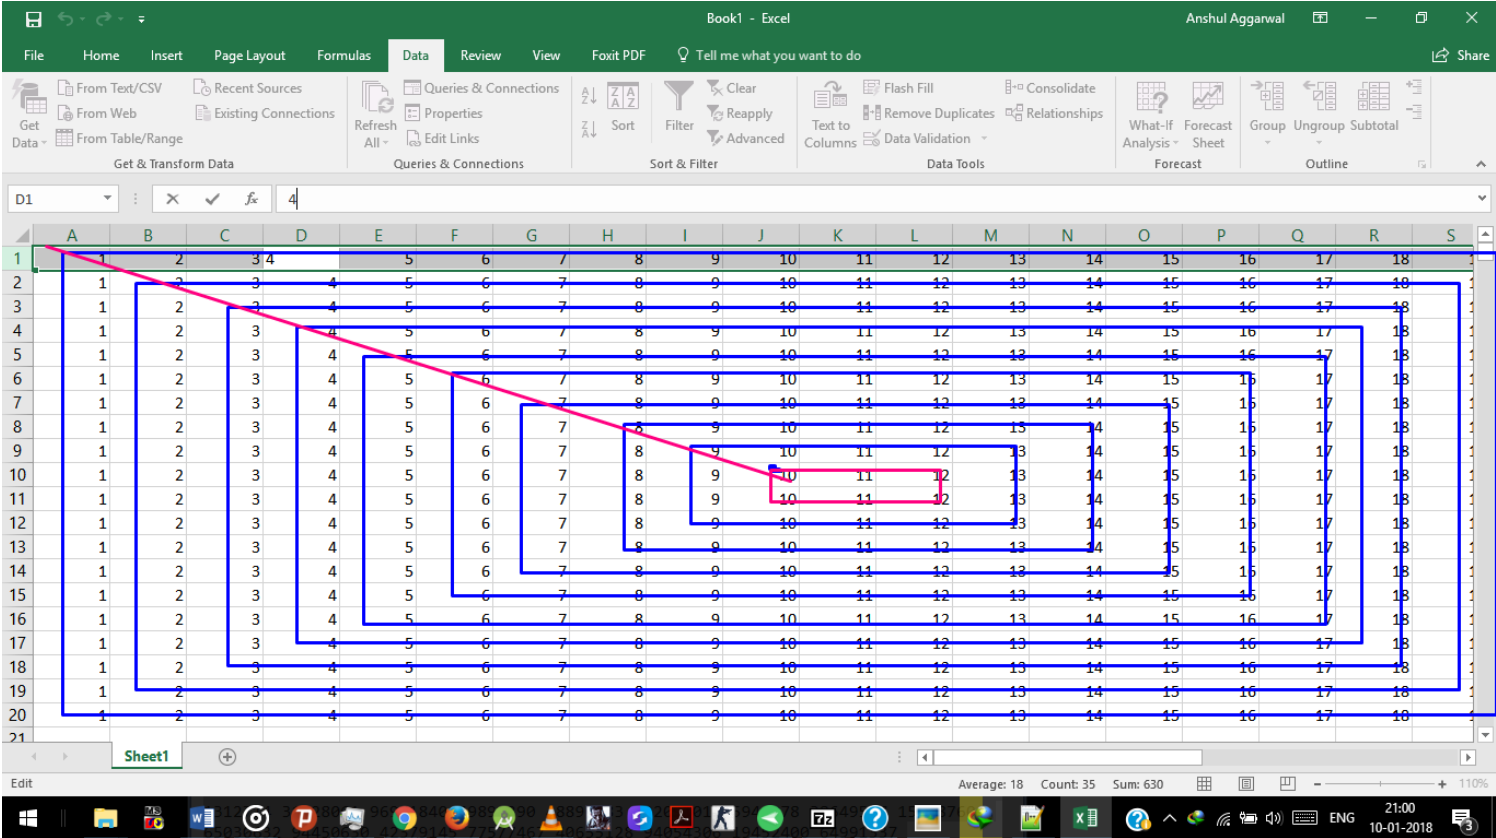 Book1 - Excel
Anshul Aggarwal
File Home Insert Page Layout Formulas Data Review View Foxit PDF Tell me what you want to do Share
Get Data
From Text/CSV
From Web
From Table/Range
Recent Sources
Existing Connections
Get & Transform Data
Refresh All
Queries & Connections
Properties
Edit Links
Queries & Connections
Sort
Filter
Clear
Reapply
Advanced
Sort & Filter
Text to Columns
Flash Fill
Remove Duplicates
Data Validation
Consolidate
Relationships
Data Tools
What-If Analysis
Forecast Sheet
Forecast
Group
Ungroup
Subtotal
Outline
D1 fx 4
A B C D E F G H I J K L M N O P Q R S
1 1 2 3 4 5 6 7 8 9 10 11 12 13 14 15 16 17 18
2 1 2 3 4 5 6 7 8 9 10 11 12 13 14 15 16 17 18
3 1 2 3 4 5 6 7 8 9 10 11 12 13 14 15 16 17 18
4 1 2 3 4 5 6 7 8 9 10 11 12 13 14 15 16 17 18
5 1 2 3 4 5 6 7 8 9 10 11 12 13 14 15 16 17 18
6 1 2 3 4 5 6 7 8 9 10 11 12 13 14 15 16 17 18
7 1 2 3 4 5 6 7 8 9 10 11 12 13 14 15 16 17 18
8 1 2 3 4 5 6 7 8 9 10 11 12 13 14 15 16 17 18
9 1 2 3 4 5 6 7 8 9 10 11 12 13 14 15 16 17 18
10 1 2 3 4 5 6 7 8 9 10 11 12 13 14 15 16 17 18
11 1 2 3 4 5 6 7 8 9 10 11 12 13 14 15 16 17 18
12 1 2 3 4 5 6 7 8 9 10 11 12 13 14 15 16 17 18
13 1 2 3 4 5 6 7 8 9 10 11 12 13 14 15 16 17 18
14 1 2 3 4 5 6 7 8 9 10 11 12 13 14 15 16 17 18
15 1 2 3 4 5 6 7 8 9 10 11 12 13 14 15 16 17 18
16 1 2 3 4 5 6 7 8 9 10 11 12 13 14 15 16 17 18
17 1 2 3 4 5 6 7 8 9 10 11 12 13 14 15 16 17 18
18 1 2 3 4 5 6 7 8 9 10 11 12 13 14 15 16 17 18
19 1 2 3 4 5 6 7 8 9 10 11 12 13 14 15 16 17 18
20 1 2 3 4 5 6 7 8 9 10 11 12 13 14 15 16 17 18
21
Sheet1
Edit Average: 18 Count: 35 Sum: 630 110%
ENG
21:00
10-01-2018
3